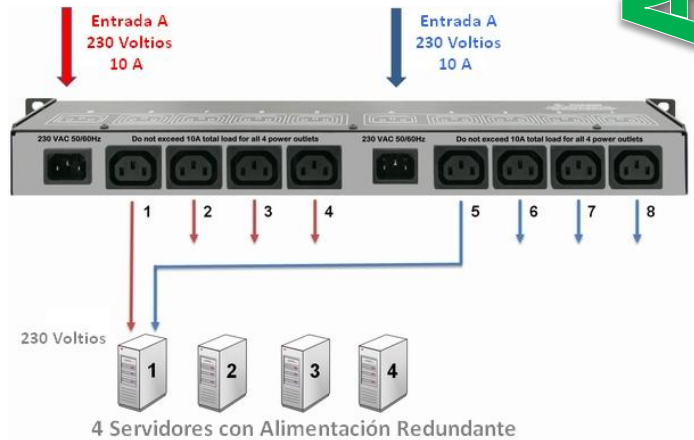 Entrada A
230 Voltios
10 A
Entrada A
230 Voltios
10 A
230 VAC 50/60Hz
Do not exceed 10A total load for all 4 power outlets
230 VAC 50/60Hz
Do not exceed 10A total load for all 4 power outlets
1 2 3 4 5 6 7 8
230 Voltios
1 2 3 4
4 Servidores con Alimentación Redundante